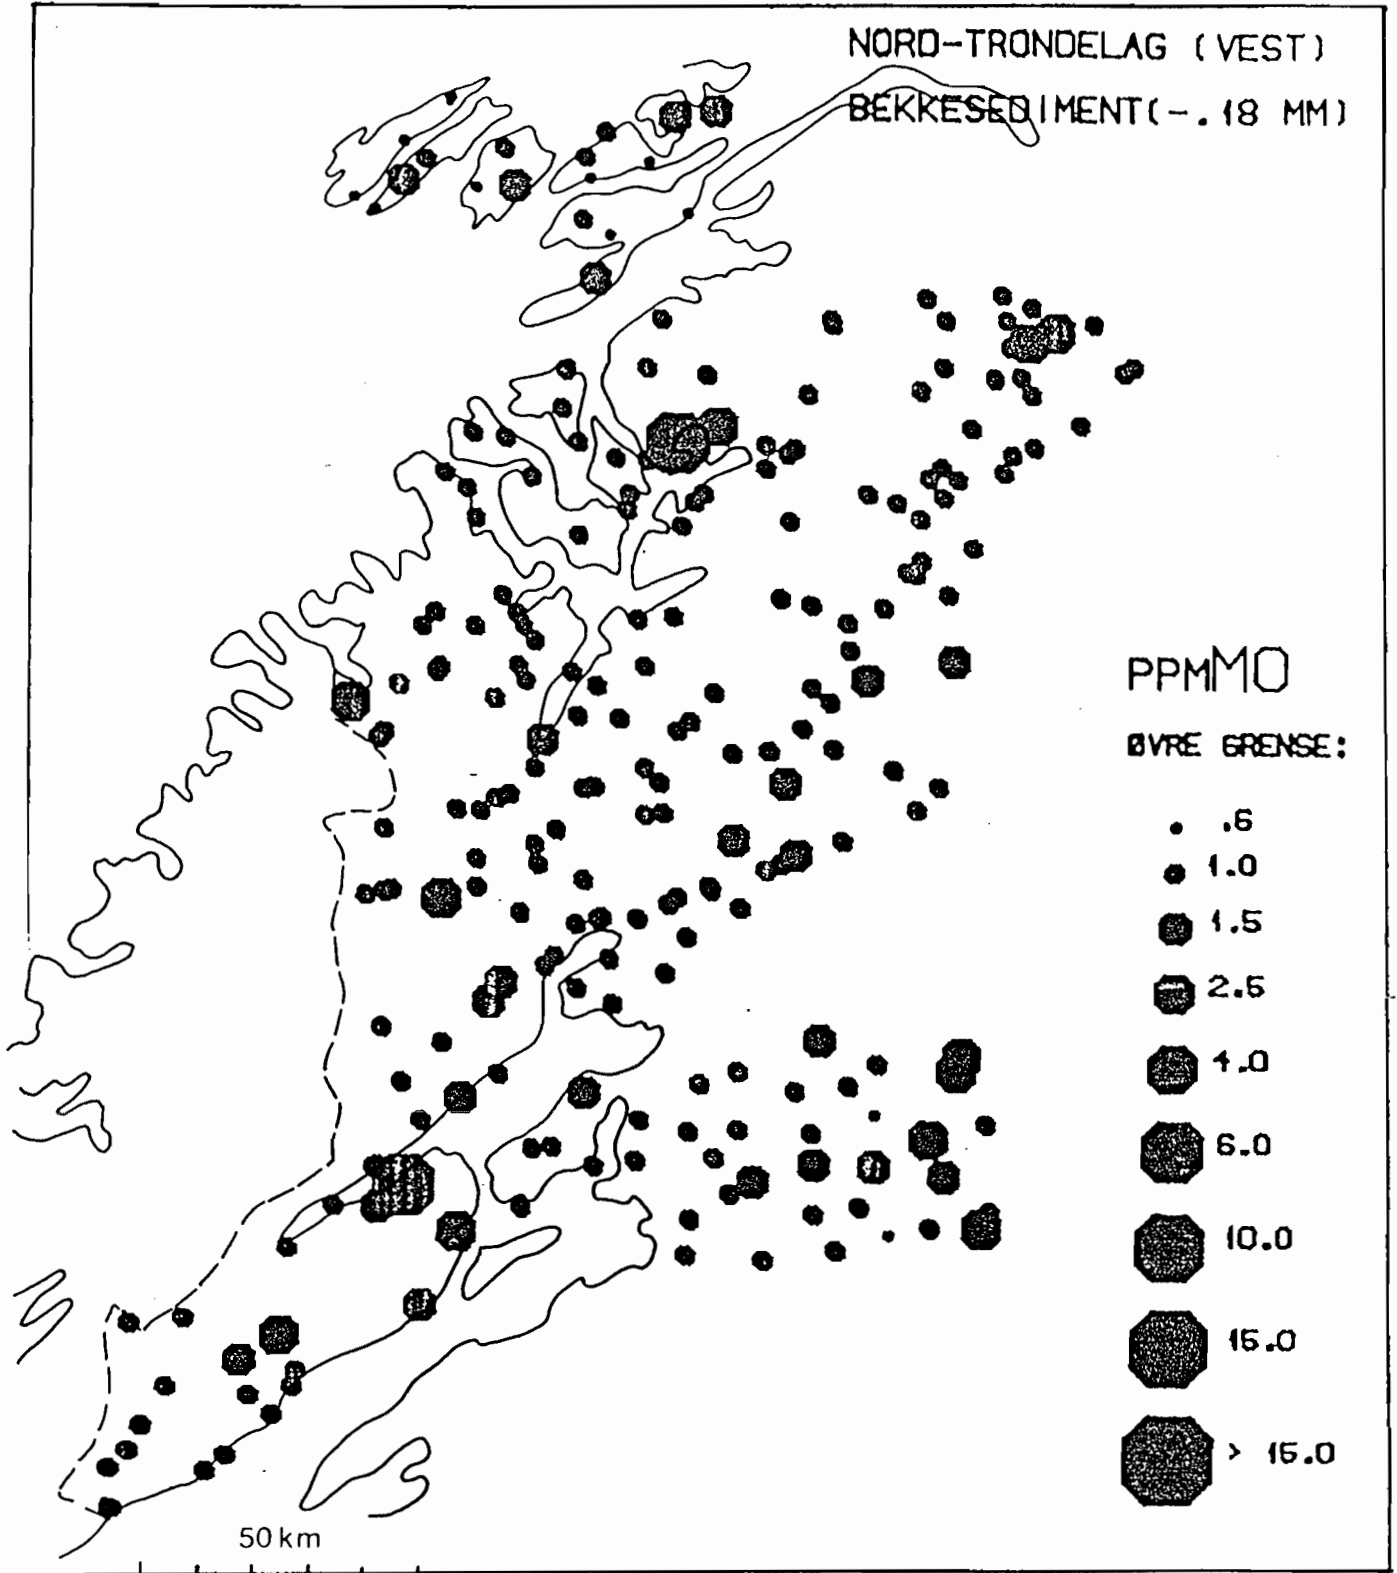 NORD-TRONDELAG (VEST)
BEKKESEDIMENT(-.18 MM)
PPMMO
ØVRE GRENSE:
.6
1.0
1.5
2.5
4.0
6.0
10.0
15.0
> 15.0
50 km